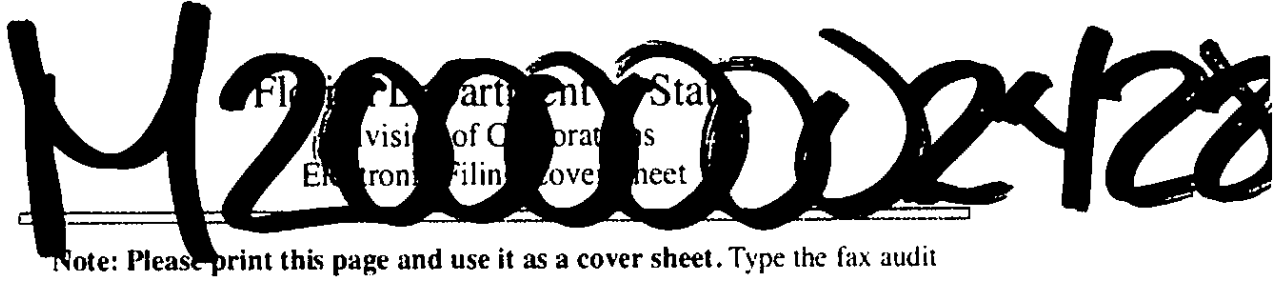 M20000002428
Florida Department of State
Division of Corporations
Electronic Filing Cover Sheet
Note: Please print this page and use it as a cover sheet. Type the fax audit